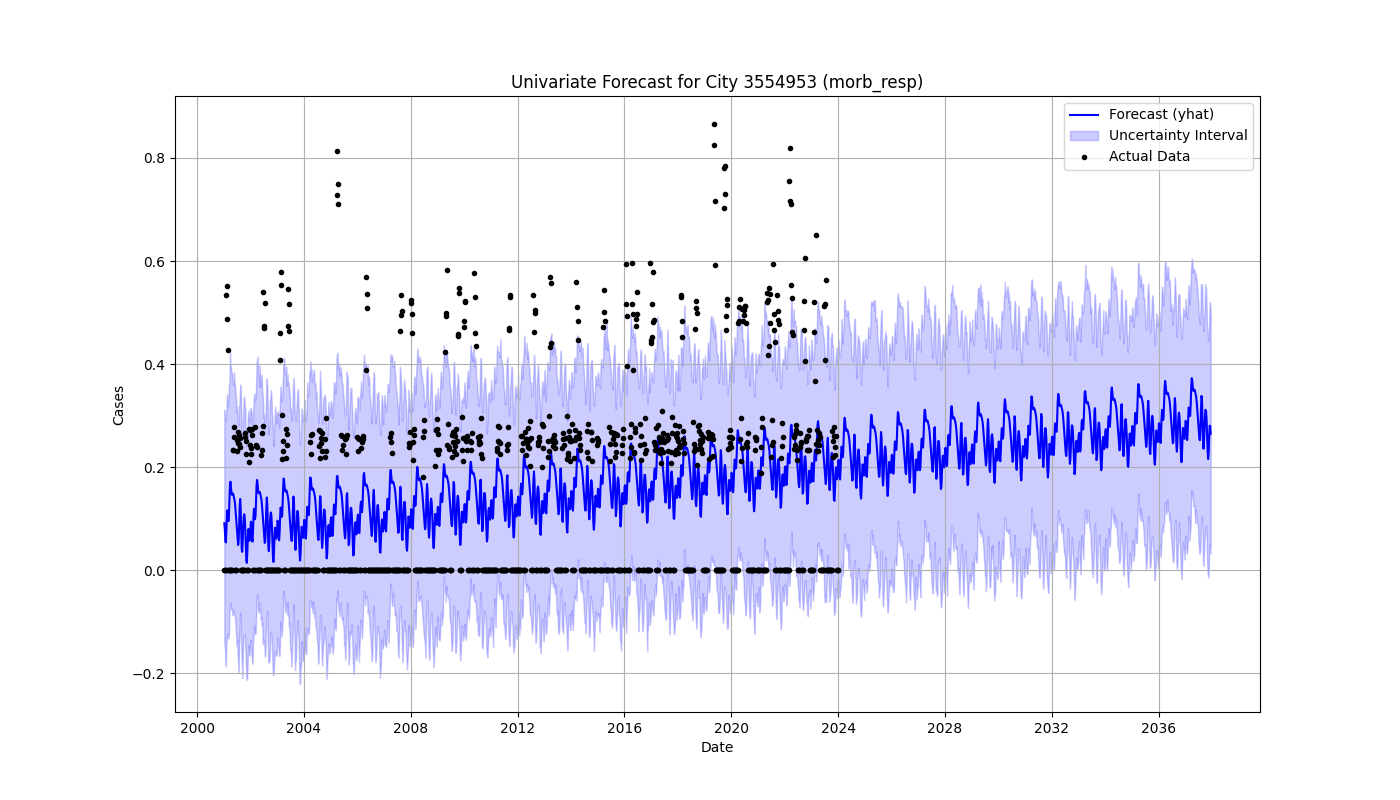 Univariate Forecast for City 3554953 (morb_resp)
Forecast (yhat)
Uncertainty Interval
Actual Data
Cases
0.8
0.6
0.4
0.2
0.0
−0.2
2000 2004 2008 2012 2016 2020 2024 2028 2032 2036
Date